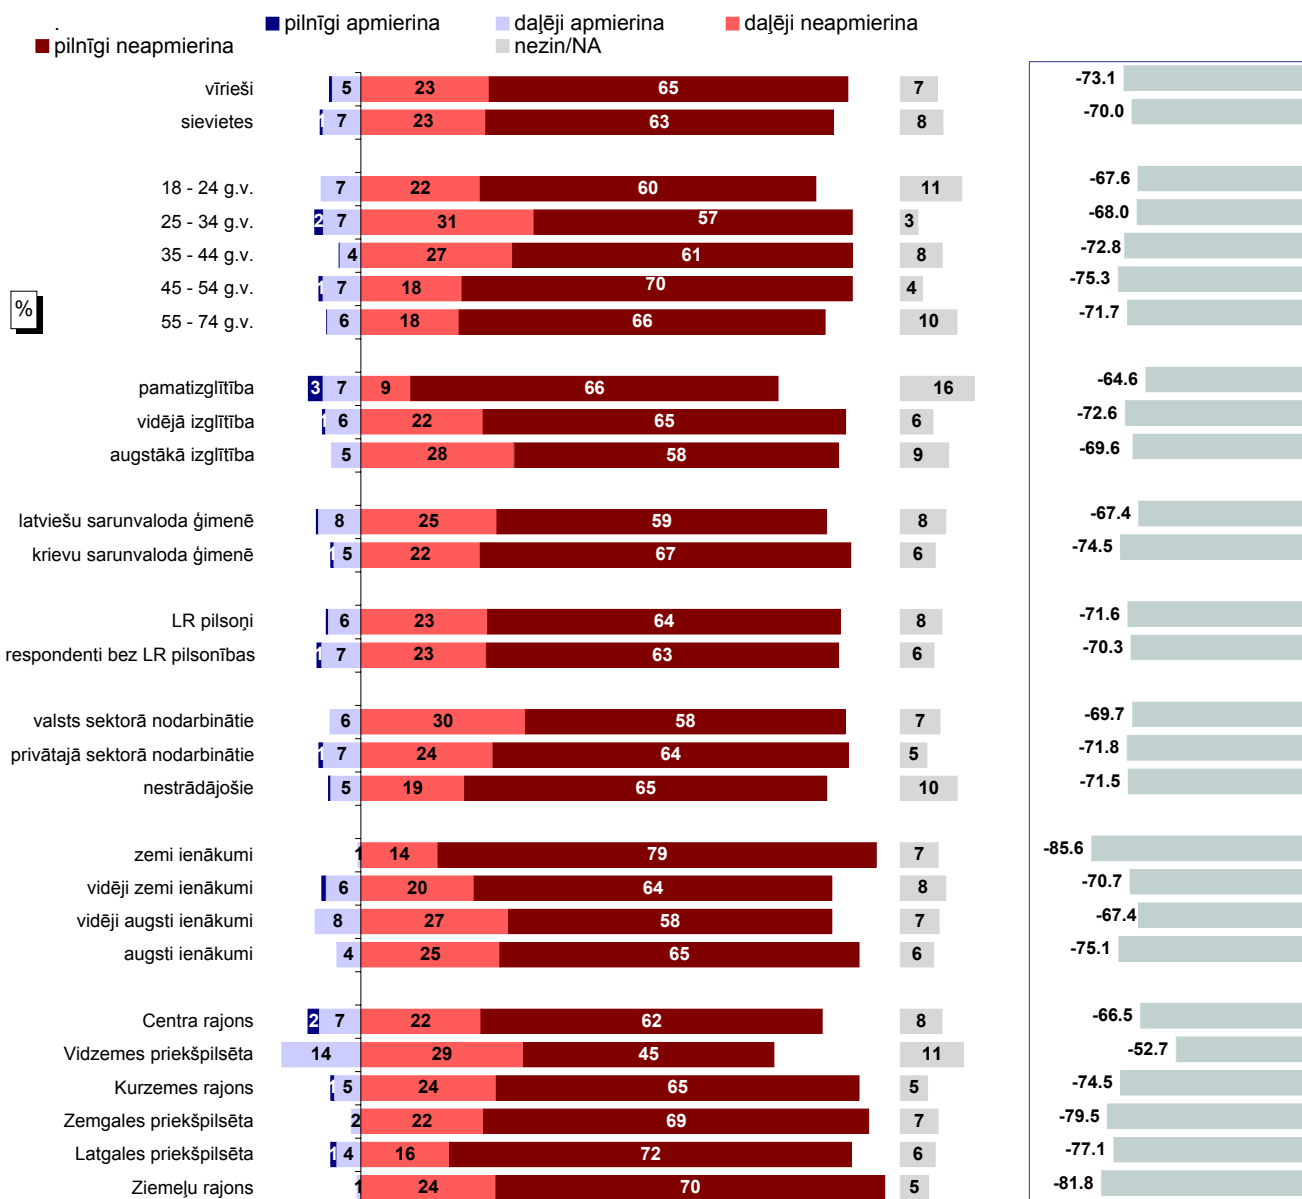 . pilnīgi apmierina daļēji apmierina daļēji neapmierina
pilnīgi neapmierina nezin/NA
vīrieši 5 23 65 7 -73.1
sievietes 1 7 23 63 8 -70.0
18 - 24 g.v. 7 22 60 11 -67.6
25 - 34 g.v. 2 7 31 57 3 -68.0
35 - 44 g.v. 4 27 61 8 -72.8
45 - 54 g.v. 1 7 18 70 4 -75.3
%
55 - 74 g.v. 6 18 66 10 -71.7
pamatizglītība 3 7 9 66 16 -64.6
vidējā izglītība 1 6 22 65 6 -72.6
augstākā izglītība 5 28 58 9 -69.6
latviešu sarunvaloda ģimenē 8 25 59 8 -67.4
krievu sarunvaloda ģimenē 1 5 22 67 6 -74.5
LR pilsoņi 6 23 64 8 -71.6
respondenti bez LR pilsonības 1 7 23 63 6 -70.3
valsts sektorā nodarbinātie 6 30 58 7 -69.7
privātajā sektorā nodarbinātie 1 7 24 64 5 -71.8
nestrādājošie 5 19 65 10 -71.5
zemi ienākumi 1 14 79 7 -85.6
vidēji zemi ienākumi 6 20 64 8 -70.7
vidēji augsti ienākumi 8 27 58 7 -67.4
augsti ienākumi 4 25 65 6 -75.1
Centra rajons 2 7 22 62 8 -66.5
Vidzemes priekšpilsēta 14 29 45 11 -52.7
Kurzemes rajons 1 5 24 65 5 -74.5
Zemgales priekšpilsēta 2 22 69 7 -79.5
Latgales priekšpilsēta 1 4 16 72 6 -77.1
Ziemeļu rajons 1 24 70 5 -81.8